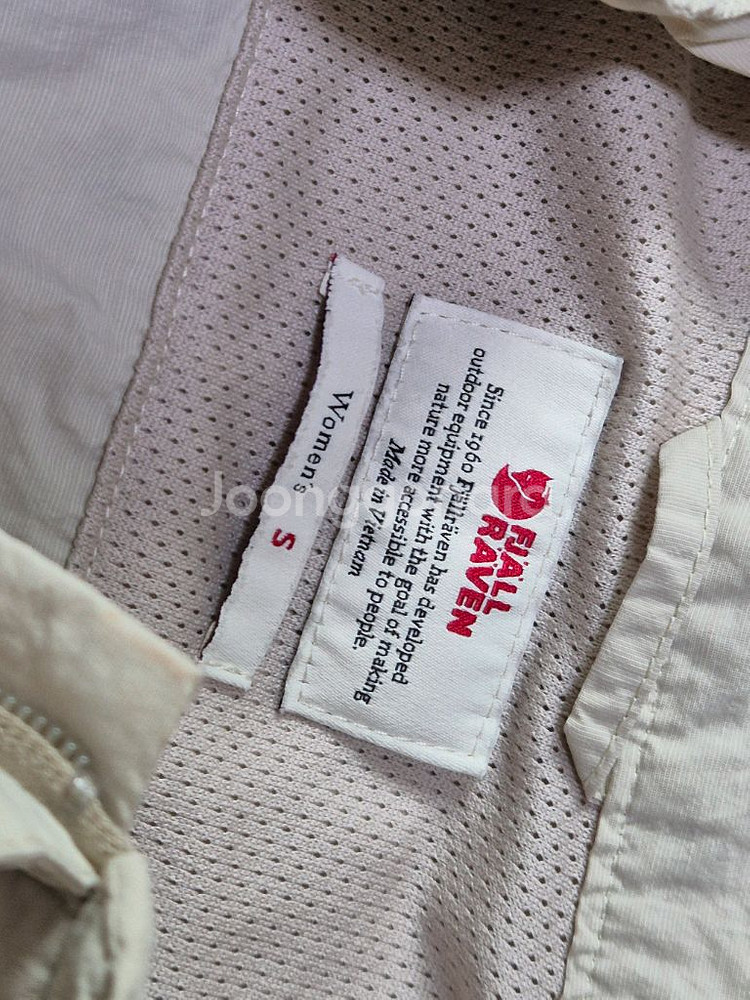 FJÄLL
RÄVEN
Since 1960 Fjällräven has developed
outdoor equipment with the goal of making
nature more accessible to people.
Made in Vietnam
Women's S